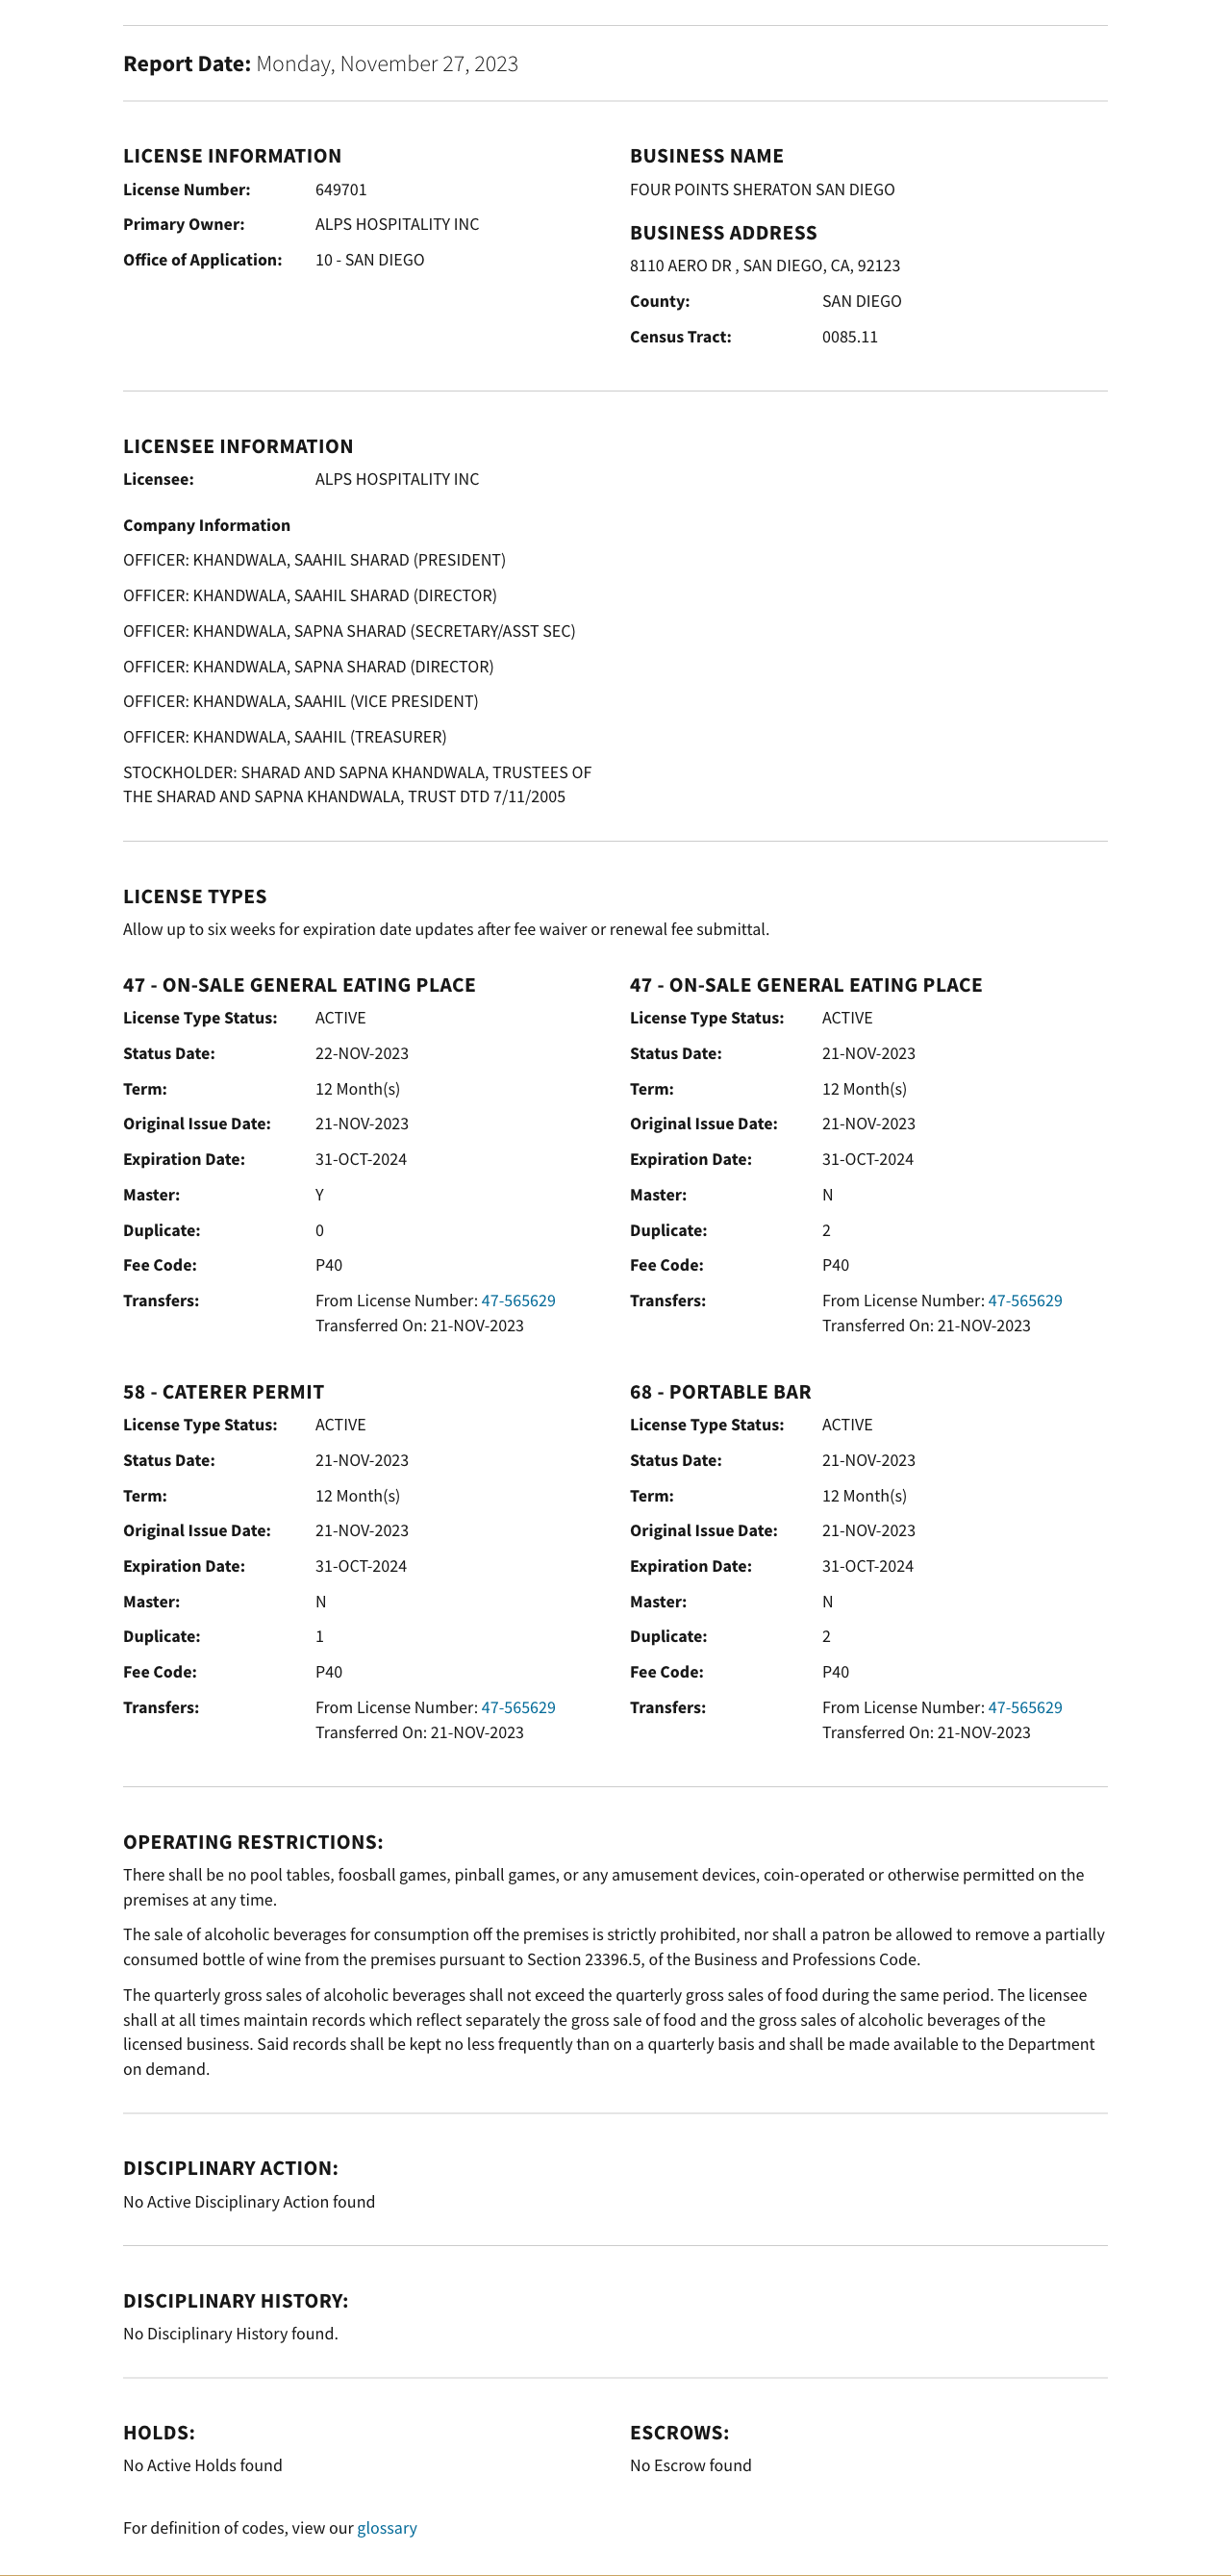 Report Date: Monday, November 27, 2023
LICENSE INFORMATION
License Number: 649701
Primary Owner: ALPS HOSPITALITY INC
Office of Application: 10 - SAN DIEGO
BUSINESS NAME
FOUR POINTS SHERATON SAN DIEGO
BUSINESS ADDRESS
8110 AERO DR , SAN DIEGO, CA, 92123
County: SAN DIEGO
Census Tract: 0085.11
LICENSEE INFORMATION
Licensee: ALPS HOSPITALITY INC
Company Information
OFFICER: KHANDWALA, SAAHIL SHARAD (PRESIDENT)
OFFICER: KHANDWALA, SAAHIL SHARAD (DIRECTOR)
OFFICER: KHANDWALA, SAPNA SHARAD (SECRETARY/ASST SEC)
OFFICER: KHANDWALA, SAPNA SHARAD (DIRECTOR)
OFFICER: KHANDWALA, SAAHIL (VICE PRESIDENT)
OFFICER: KHANDWALA, SAAHIL (TREASURER)
STOCKHOLDER: SHARAD AND SAPNA KHANDWALA, TRUSTEES OF
THE SHARAD AND SAPNA KHANDWALA, TRUST DTD 7/11/2005
LICENSE TYPES
Allow up to six weeks for expiration date updates after fee waiver or renewal fee submittal.
47 - ON-SALE GENERAL EATING PLACE
License Type Status: ACTIVE
Status Date: 22-NOV-2023
Term: 12 Month(s)
Original Issue Date: 21-NOV-2023
Expiration Date: 31-OCT-2024
Master: Y
Duplicate: 0
Fee Code: P40
Transfers: From License Number: 47-565629
Transferred On: 21-NOV-2023
47 - ON-SALE GENERAL EATING PLACE
License Type Status: ACTIVE
Status Date: 21-NOV-2023
Term: 12 Month(s)
Original Issue Date: 21-NOV-2023
Expiration Date: 31-OCT-2024
Master: N
Duplicate: 2
Fee Code: P40
Transfers: From License Number: 47-565629
Transferred On: 21-NOV-2023
58 - CATERER PERMIT
License Type Status: ACTIVE
Status Date: 21-NOV-2023
Term: 12 Month(s)
Original Issue Date: 21-NOV-2023
Expiration Date: 31-OCT-2024
Master: N
Duplicate: 1
Fee Code: P40
Transfers: From License Number: 47-565629
Transferred On: 21-NOV-2023
68 - PORTABLE BAR
License Type Status: ACTIVE
Status Date: 21-NOV-2023
Term: 12 Month(s)
Original Issue Date: 21-NOV-2023
Expiration Date: 31-OCT-2024
Master: N
Duplicate: 2
Fee Code: P40
Transfers: From License Number: 47-565629
Transferred On: 21-NOV-2023
OPERATING RESTRICTIONS:
There shall be no pool tables, foosball games, pinball games, or any amusement devices, coin-operated or otherwise permitted on the
premises at any time.
The sale of alcoholic beverages for consumption off the premises is strictly prohibited, nor shall a patron be allowed to remove a partially
consumed bottle of wine from the premises pursuant to Section 23396.5, of the Business and Professions Code.
The quarterly gross sales of alcoholic beverages shall not exceed the quarterly gross sales of food during the same period. The licensee
shall at all times maintain records which reflect separately the gross sale of food and the gross sales of alcoholic beverages of the
licensed business. Said records shall be kept no less frequently than on a quarterly basis and shall be made available to the Department
on demand.
DISCIPLINARY ACTION:
No Active Disciplinary Action found
DISCIPLINARY HISTORY:
No Disciplinary History found.
HOLDS:
No Active Holds found
ESCROWS:
No Escrow found
For definition of codes, view our glossary